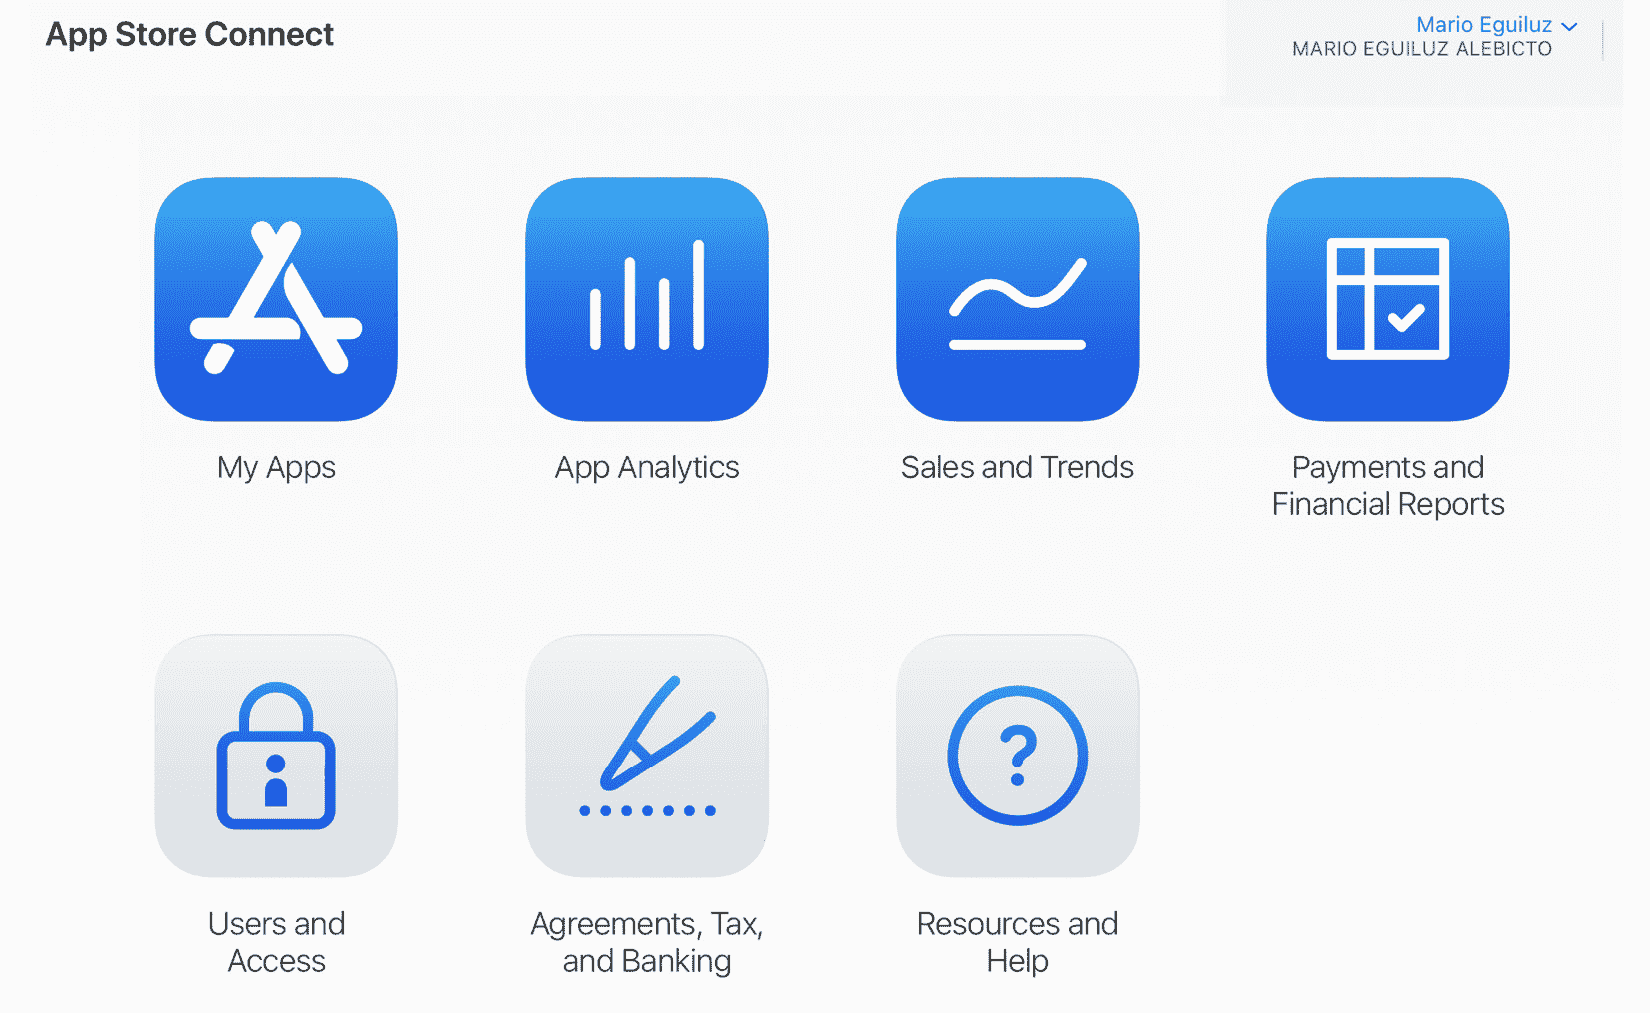 App Store Connect
Mario Eguiluz
MARIO EGUILUZ ALEBICTO
My Apps
App Analytics
Sales and Trends
Payments and
Financial Reports
Users and
Access
Agreements, Tax,
and Banking
?
Resources and
Help